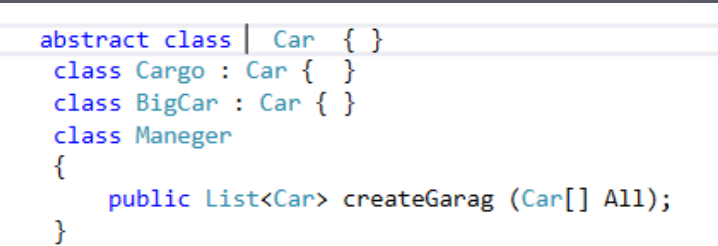 abstract class Car { }
class Cargo : Car { }
class BigCar : Car { }
class Maneger
{
public List<Car> createGarag (Car[] All);
}